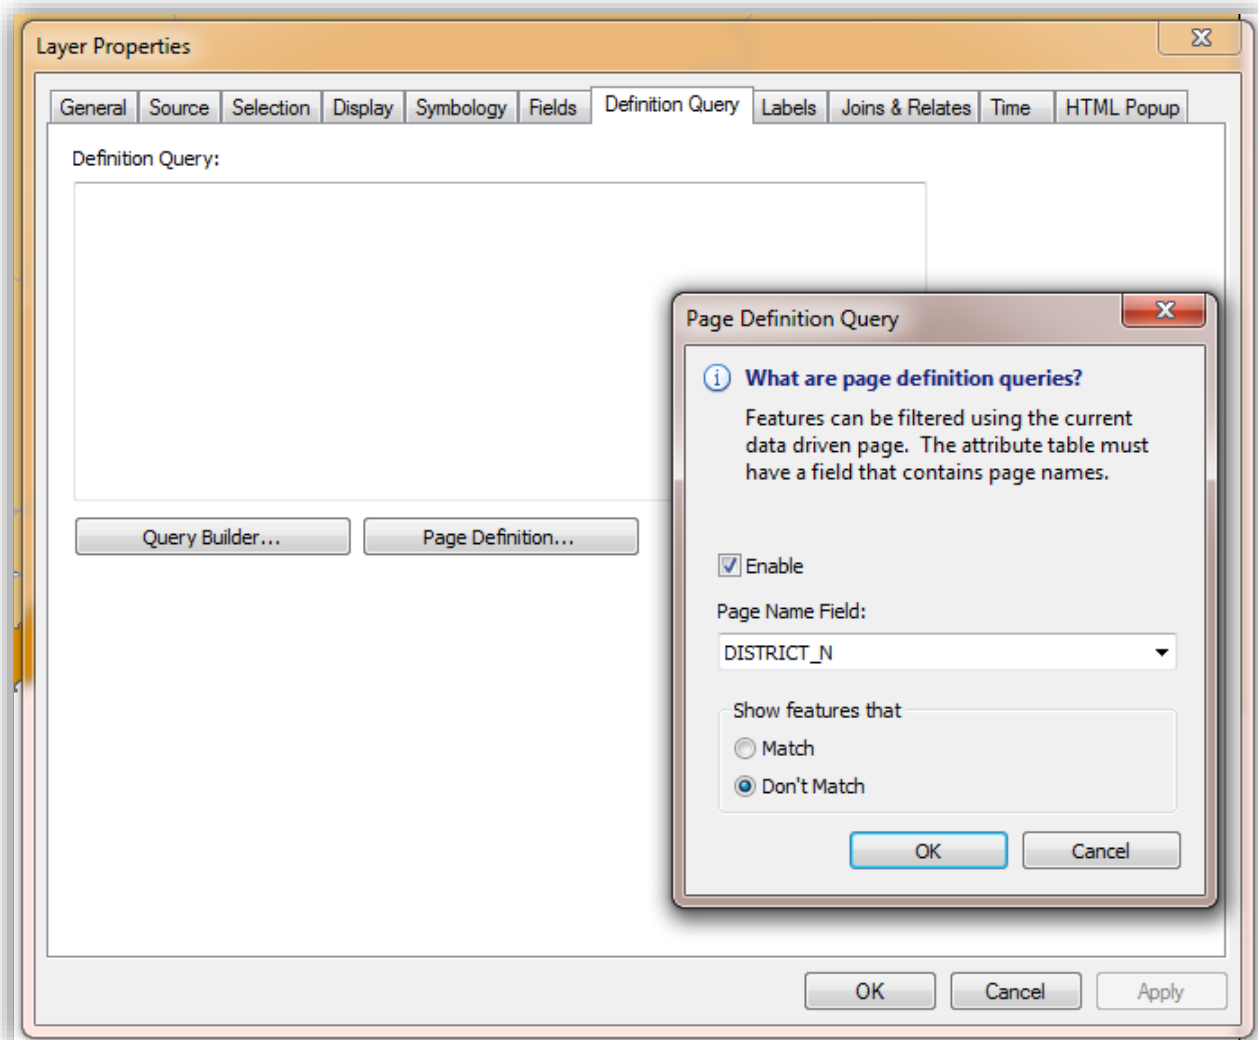 Layer Properties
General Source Selection Display Symbology Fields Definition Query Labels Joins & Relates Time HTML Popup
Definition Query:
Query Builder... Page Definition...
Page Definition Query
What are page definition queries?
Features can be filtered using the current
data driven page. The attribute table must
have a field that contains page names.
Enable
Page Name Field:
DISTRICT_N
Show features that
Match
Don't Match
OK Cancel
OK Cancel Apply